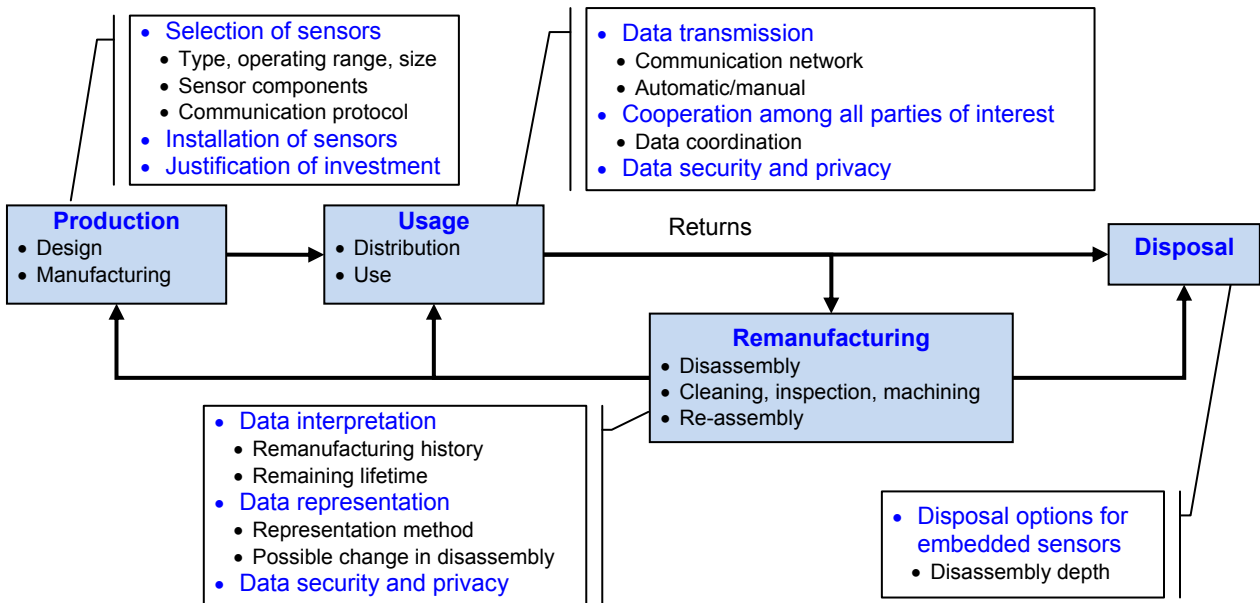 • Selection of sensors
• Type, operating range, size
• Sensor components
• Communication protocol
• Installation of sensors
• Justification of investment
• Data transmission
• Communication network
• Automatic/manual
• Cooperation among all parties of interest
• Data coordination
• Data security and privacy
Production
• Design
• Manufacturing
Usage
• Distribution
• Use
Returns
Disposal
Remanufacturing
• Disassembly
• Cleaning, inspection, machining
• Re-assembly
• Data interpretation
• Remanufacturing history
• Remaining lifetime
• Data representation
• Representation method
• Possible change in disassembly
• Data security and privacy
• Disposal options for
embedded sensors
• Disassembly depth